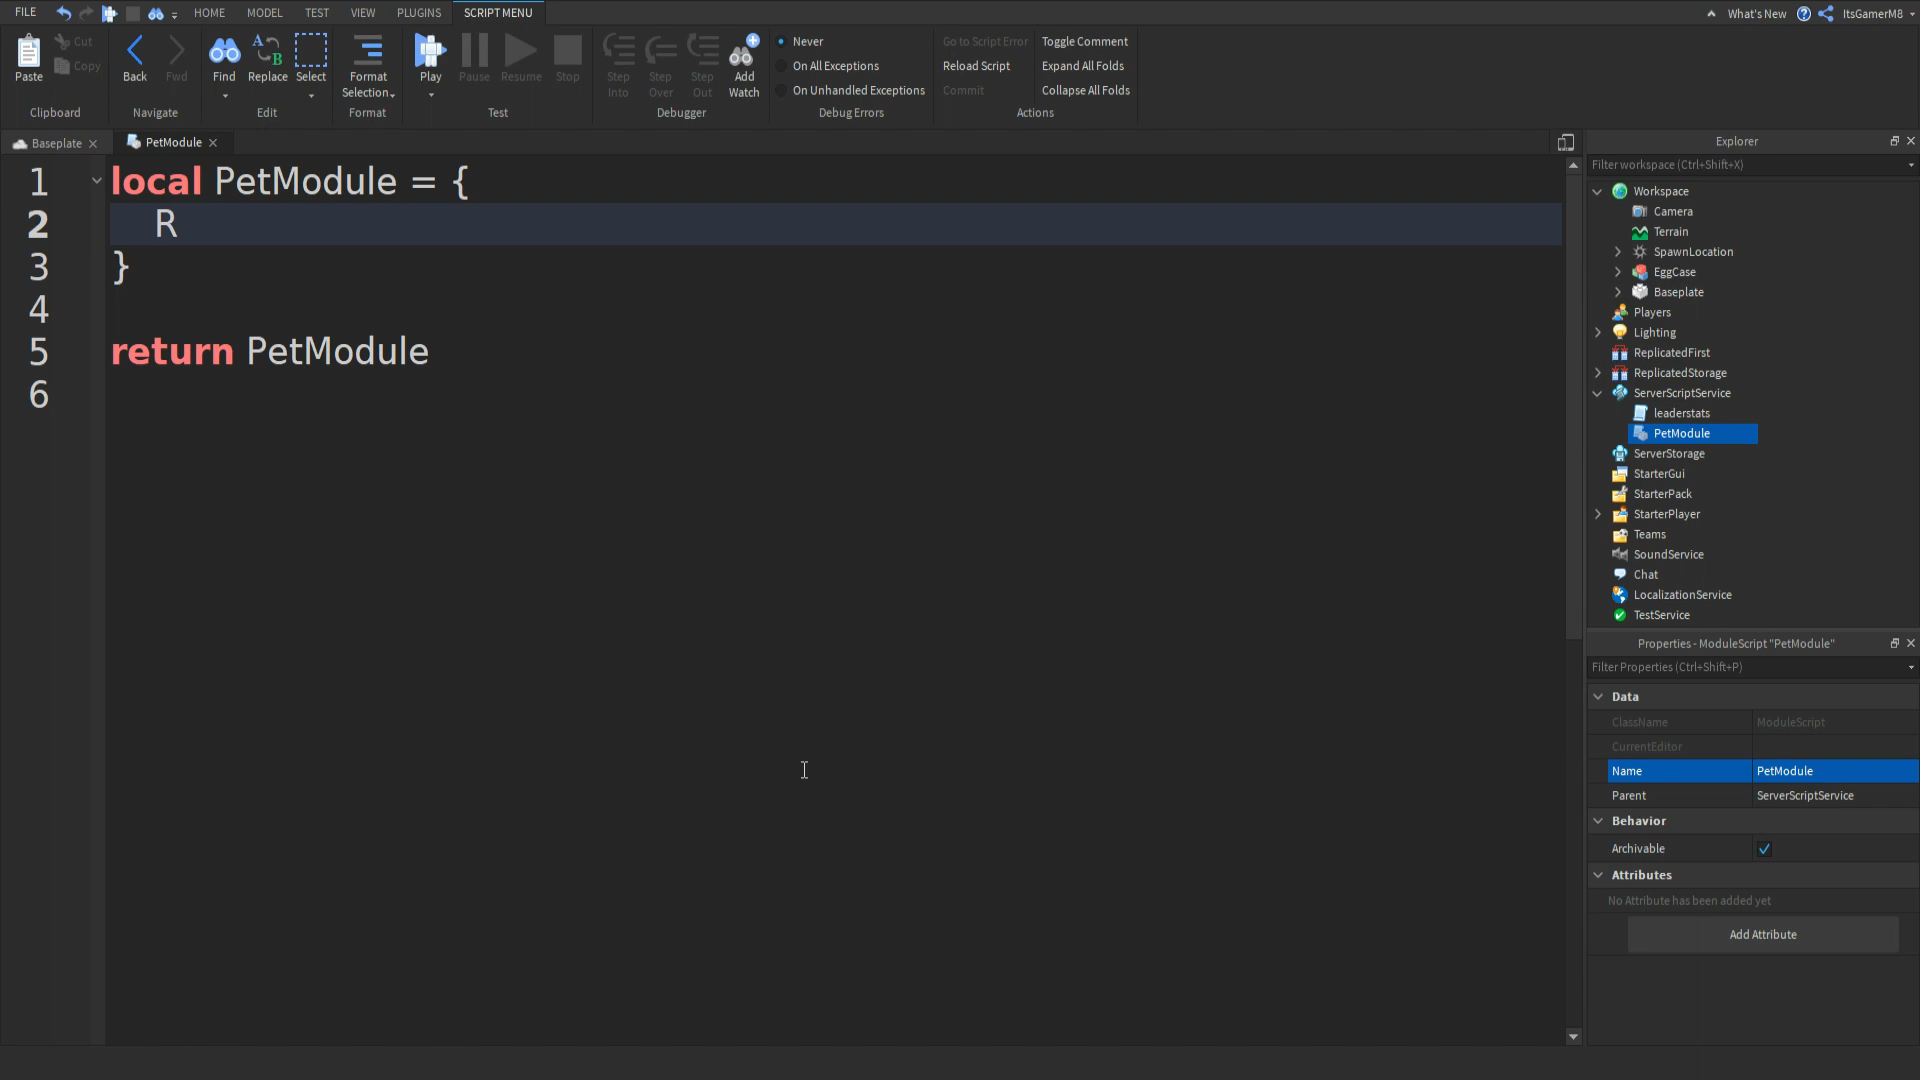 FILE HOME MODEL TEST VIEW PLUGINS SCRIPT MENU What's New ItsGamerM8
Paste Cut Copy Clipboard
Back Fwd Navigate
Find Replace Select Edit
Format Selection Format
Play Pause Resume Stop Test
Step Into Step Over Step Out Add Watch Debugger
Never
On All Exceptions
On Unhandled Exceptions
Debug Errors
Go to Script Error Toggle Comment
Reload Script Expand All Folds
Commit Collapse All Folds
Actions
Baseplate PetModule
1 local PetModule = {
2 R
3 }
4
5 return PetModule
6
Explorer
Filter workspace (Ctrl+Shift+X)
Workspace
Camera
Terrain
SpawnLocation
EggCase
Baseplate
Players
Lighting
ReplicatedFirst
ReplicatedStorage
ServerScriptService
leaderstats
PetModule
ServerStorage
StarterGui
StarterPack
StarterPlayer
Teams
SoundService
Chat
LocalizationService
TestService
Properties - ModuleScript "PetModule"
Filter Properties (Ctrl+Shift+P)
Data
ClassName ModuleScript
CurrentEditor
Name PetModule
Parent ServerScriptService
Behavior
Archivable
Attributes
No Attribute has been added yet
Add Attribute